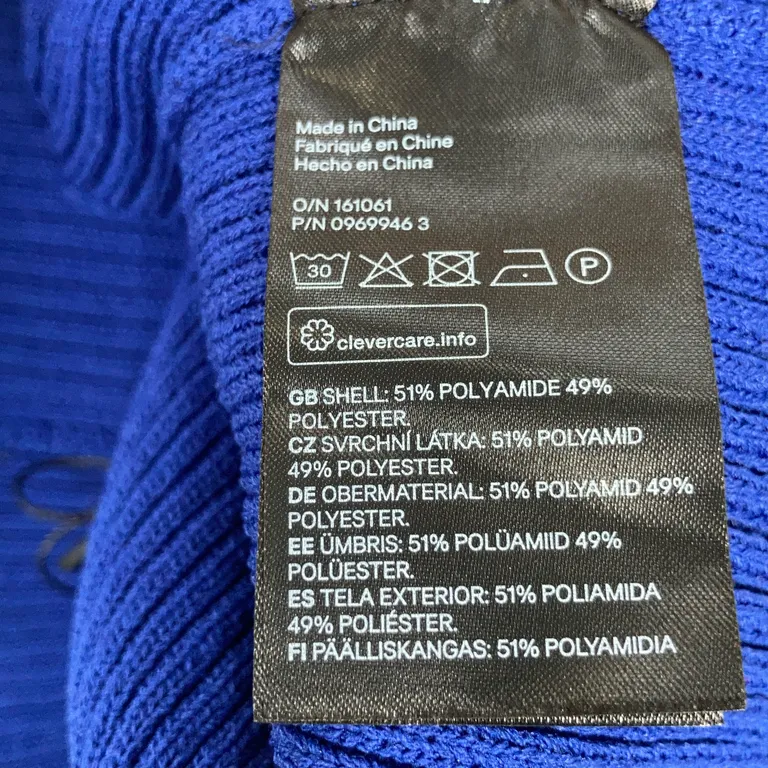 Made in China
Fabriqué en Chine
Hecho en China
O/N 161061
P/N 0969946 3
30
P
clevercare.info
GB SHELL: 51% POLYAMIDE 49%
POLYESTER.
CZ SVRCHNÍ LÁTKA: 51% POLYAMID
49% POLYESTER.
DE OBERMATERIAL: 51% POLYAMID 49%
POLYESTER.
EE ÜMBRIS: 51% POLÜAMIID 49%
POLÜESTER.
ES TELA EXTERIOR: 51% POLIAMIDA
49% POLIÉSTER.
FI PÄÄLLISKANGAS: 51% POLYAMIDIA